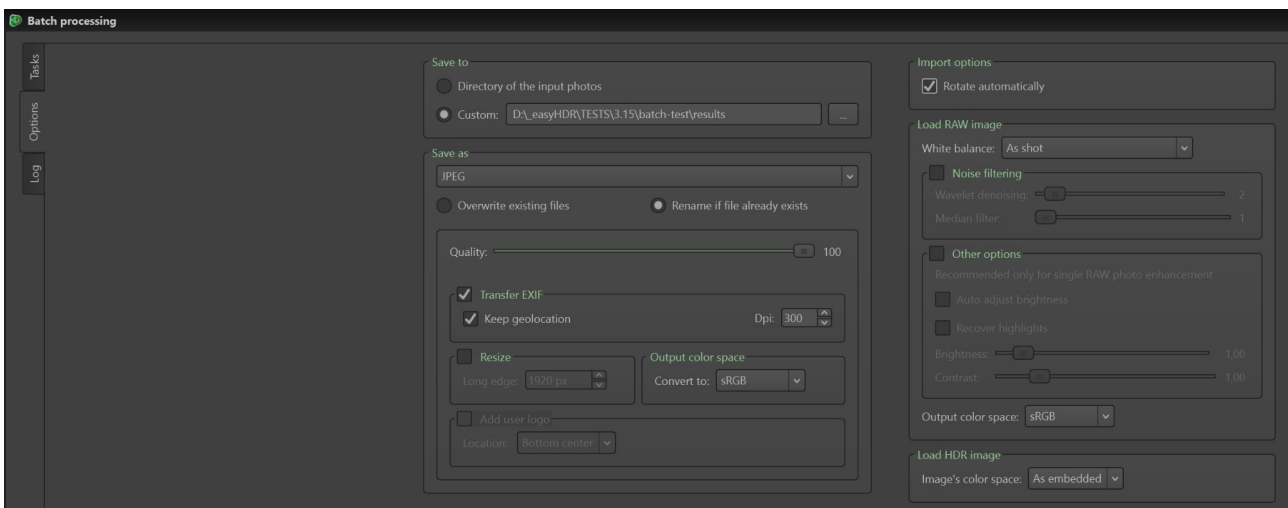 Batch processing
Tasks
Options
Log
Save to
Directory of the input photos
Custom: D:\_easyHDR\TESTS\3.15\batch-test\results ...
Save as
JPEG
Overwrite existing files Rename if file already exists
Quality: 100
Transfer EXIF
Keep geolocation Dpi: 300
Resize
Long edge: 1920 px
Output color space
Convert to: sRGB
Add user logo
Location: Bottom center
Import options
Rotate automatically
Load RAW image
White balance: As shot
Noise filtering
Wavelet denoising: 2
Median filter: 1
Other options
Recommended only for single RAW photo enhancement
Auto adjust brightness
Recover highlights
Brightness: 1,00
Contrast: 1,00
Output color space: sRGB
Load HDR image
Image's color space: As embedded